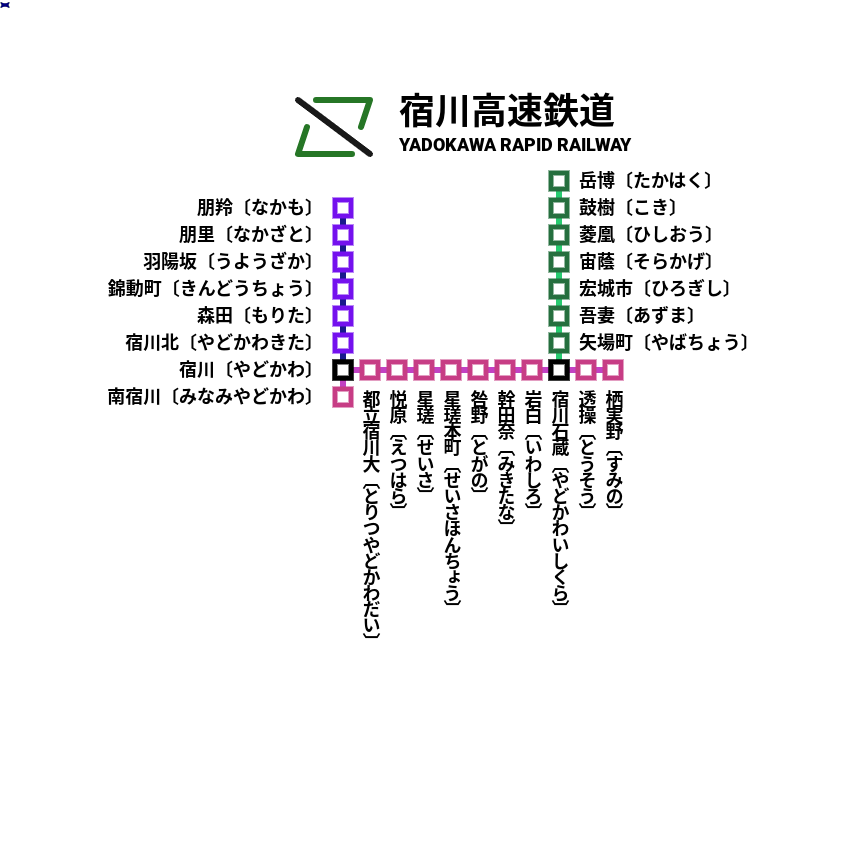 宿川高速鉄道
YADOKAWA RAPID RAILWAY
岳博〔たかはく〕
鼓樹〔こき〕
菱凰〔ひしおう〕
宙蔭〔そらかげ〕
宏城市〔ひろぎし〕
吾妻〔あずま〕
矢場町〔やばちょう〕
朋羚〔なかも〕
朋里〔なかざと〕
羽陽坂〔うようざか〕
錦動町〔きんどうちょう〕
森田〔もりた〕
宿川北〔やどかわきた〕
宿川〔やどかわ〕
南宿川〔みなみやどかわ〕
都立宿川大〔とりつやどかわだい〕
悦原〔えつはら〕
星瑳〔せいさ〕
星瑳本町〔せいさほんちょう〕
咎野〔とがの〕
幹田奈〔みきたな〕
岩白〔いわしろ〕
宿川石蔵〔やどかわいしくら〕
透操〔とうそう〕
栖実野〔すみの〕